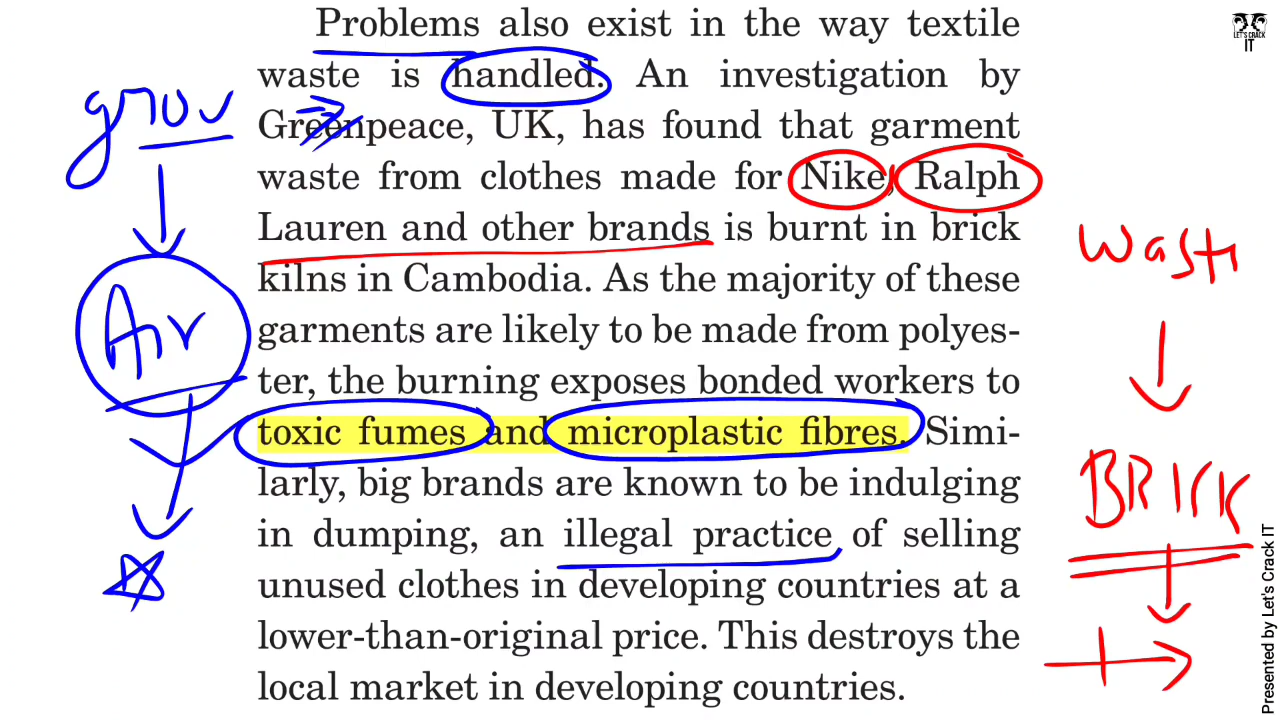 Problems also exist in the way textile
waste is handled. An investigation by
Greenpeace, UK, has found that garment
waste from clothes made for Nike, Ralph
Lauren and other brands is burnt in brick
kilns in Cambodia. As the majority of these
garments are likely to be made from polyes-
ter, the burning exposes bonded workers to
toxic fumes and microplastic fibres. Simi-
larly, big brands are known to be indulging
in dumping, an illegal practice of selling
unused clothes in developing countries at a
lower-than-original price. This destroys the
local market in developing countries.
Air
BRICK
LET'S CRACK
IT
Presented by Let's Crack IT